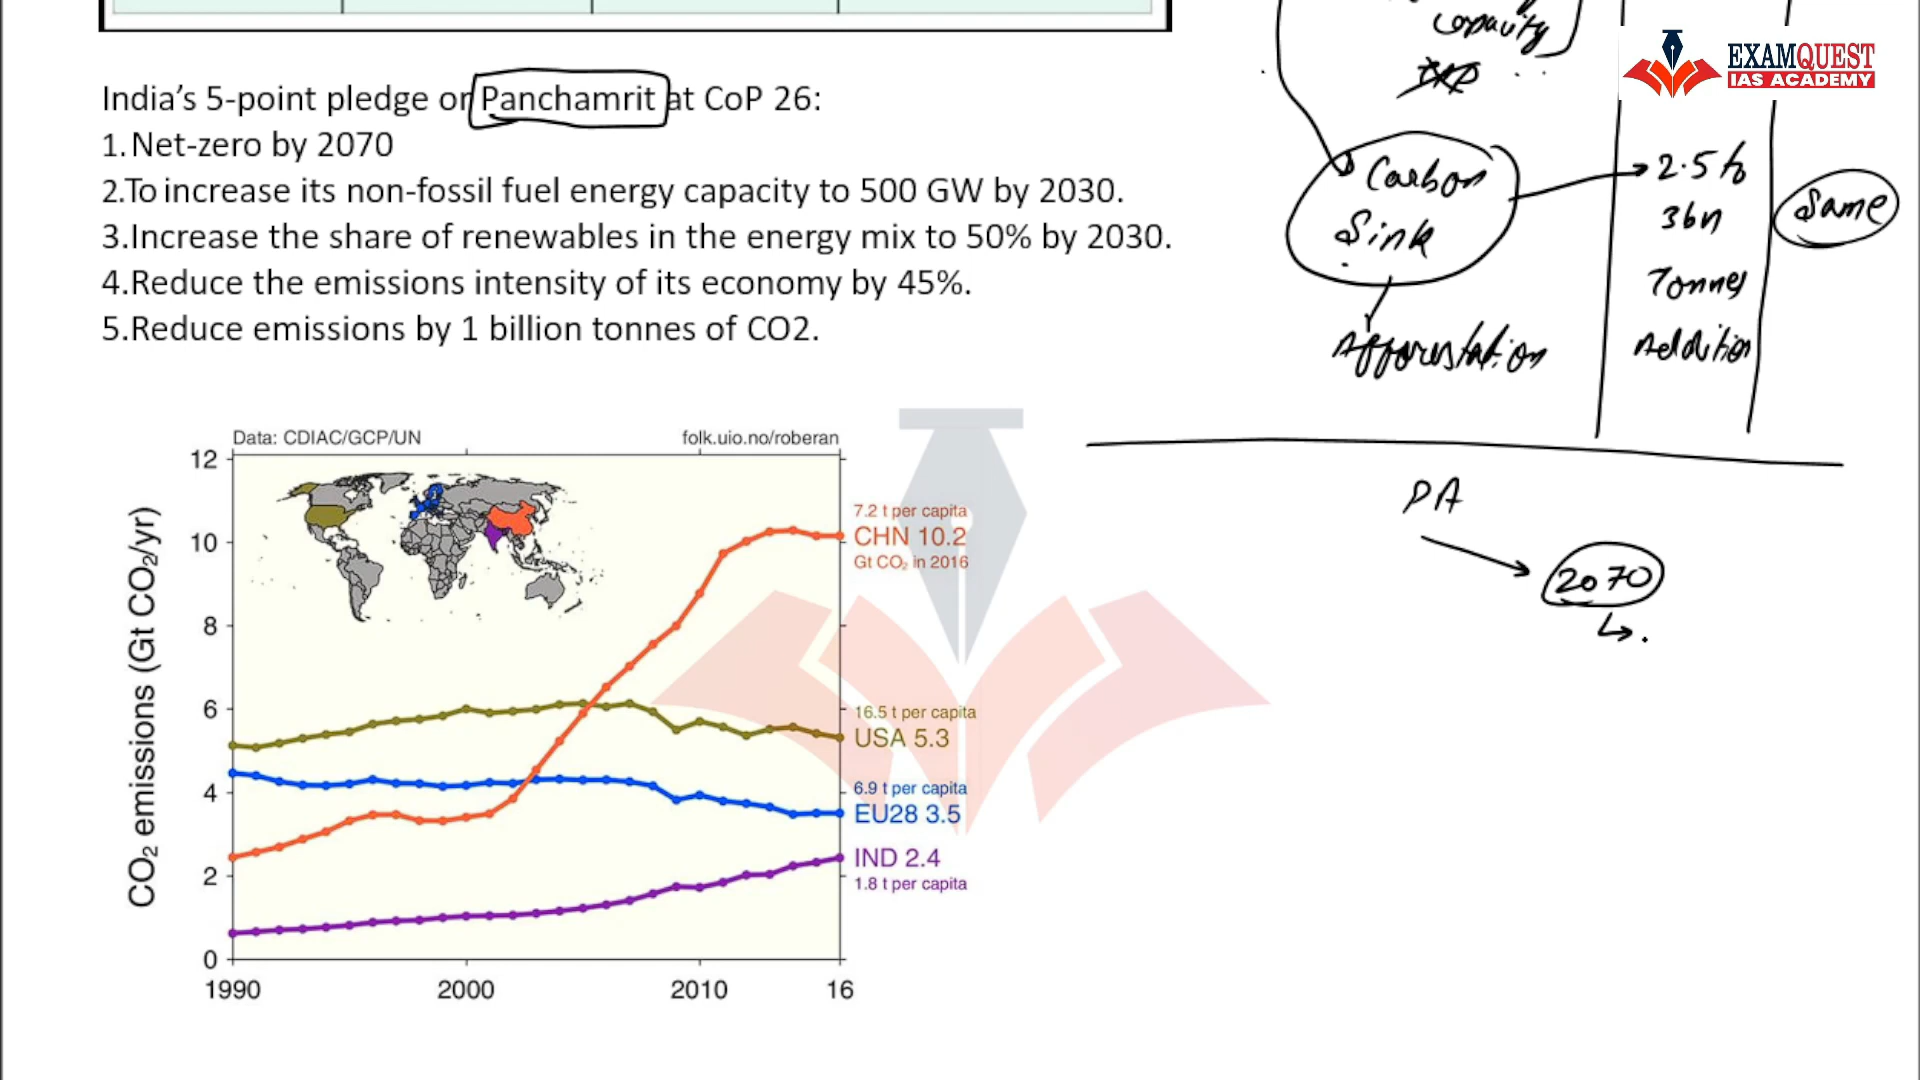 capacity
EXAMQUEST
IAS ACADEMY
India’s 5-point pledge or Panchamrit at CoP 26:
1.Net-zero by 2070
2.To increase its non-fossil fuel energy capacity to 500 GW by 2030.
3.Increase the share of renewables in the energy mix to 50% by 2030.
4.Reduce the emissions intensity of its economy by 45%.
5.Reduce emissions by 1 billion tonnes of CO2.
Carbon
Sink
Afforestation
2.5 to
3bn
Tonnes
Addition
Same
PA
2070
Data: CDIAC/GCP/UN
folk.uio.no/roberan
CO₂ emissions (Gt CO₂/yr)
12
10
8
6
4
2
0
1990
2000
2010
16
7.2 t per capita
CHN 10.2
Gt CO₂ in 2016
16.5 t per capita
USA 5.3
6.9 t per capita
EU28 3.5
IND 2.4
1.8 t per capita